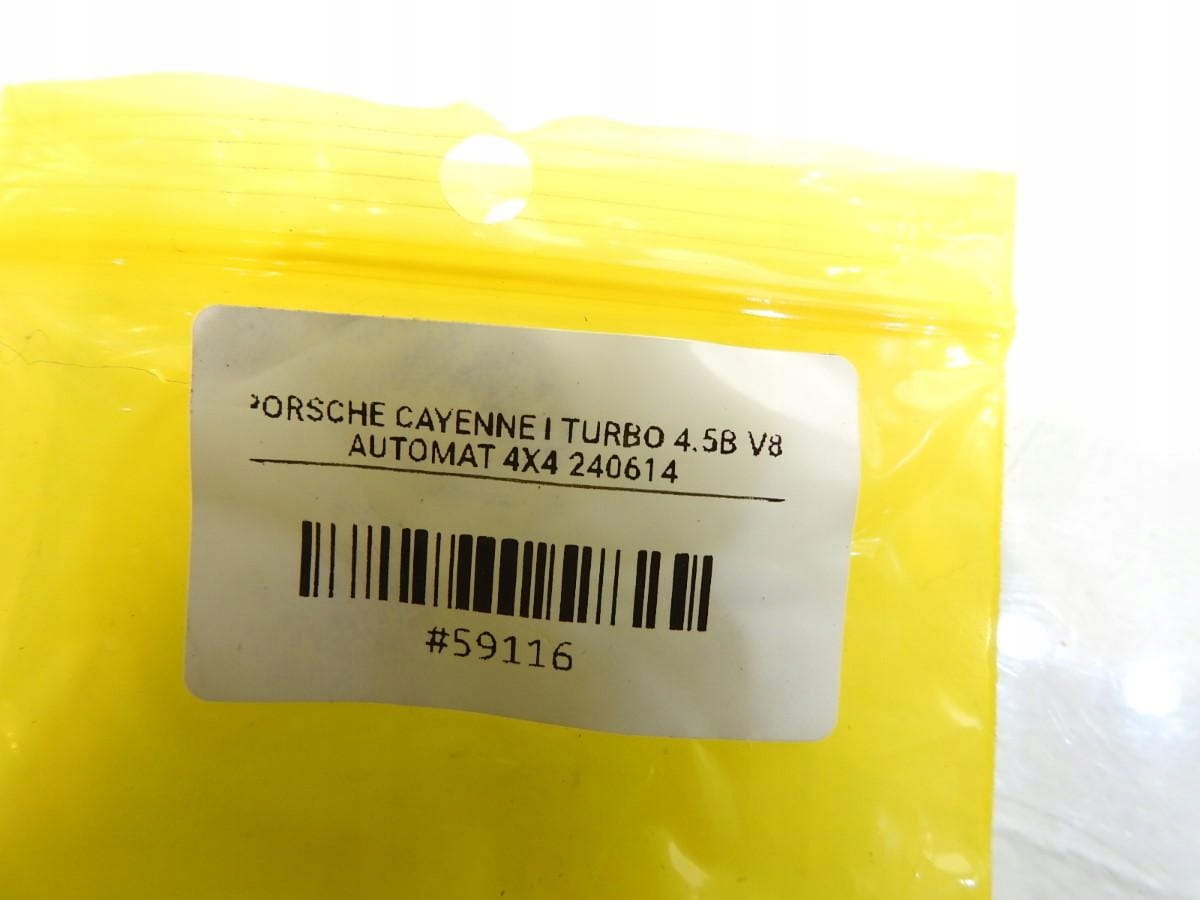 PORSCHE CAYENNE I TURBO 4.5B V8
AUTOMAT 4X4 240614
#59116